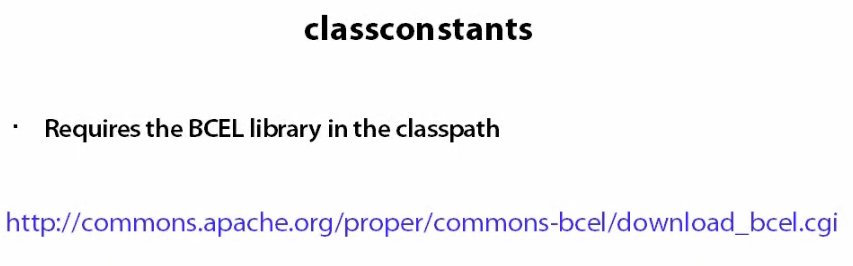 classconstants
· Requires the BCEL library in the classpath
http://commons.apache.org/proper/commons-bcel/download_bcel.cgi